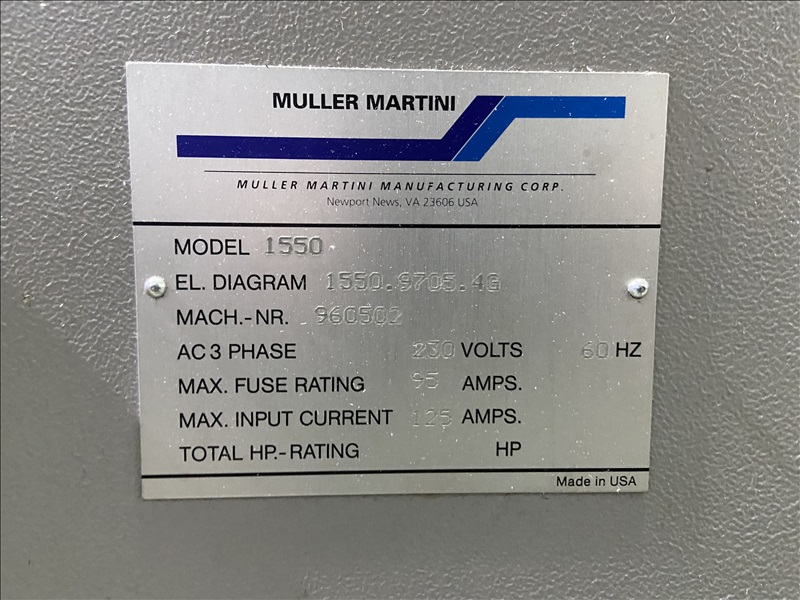 MULLER MARTINI
MULLER MARTINI MANUFACTURING CORP.
Newport News, VA 23606 USA
MODEL 1550
EL. DIAGRAM 1550.9705.4G
MACH.-NR. 960502
AC 3 PHASE 230 VOLTS 60 HZ
MAX. FUSE RATING 95 AMPS.
MAX. INPUT CURRENT 125 AMPS.
TOTAL HP.-RATING HP
Made in USA